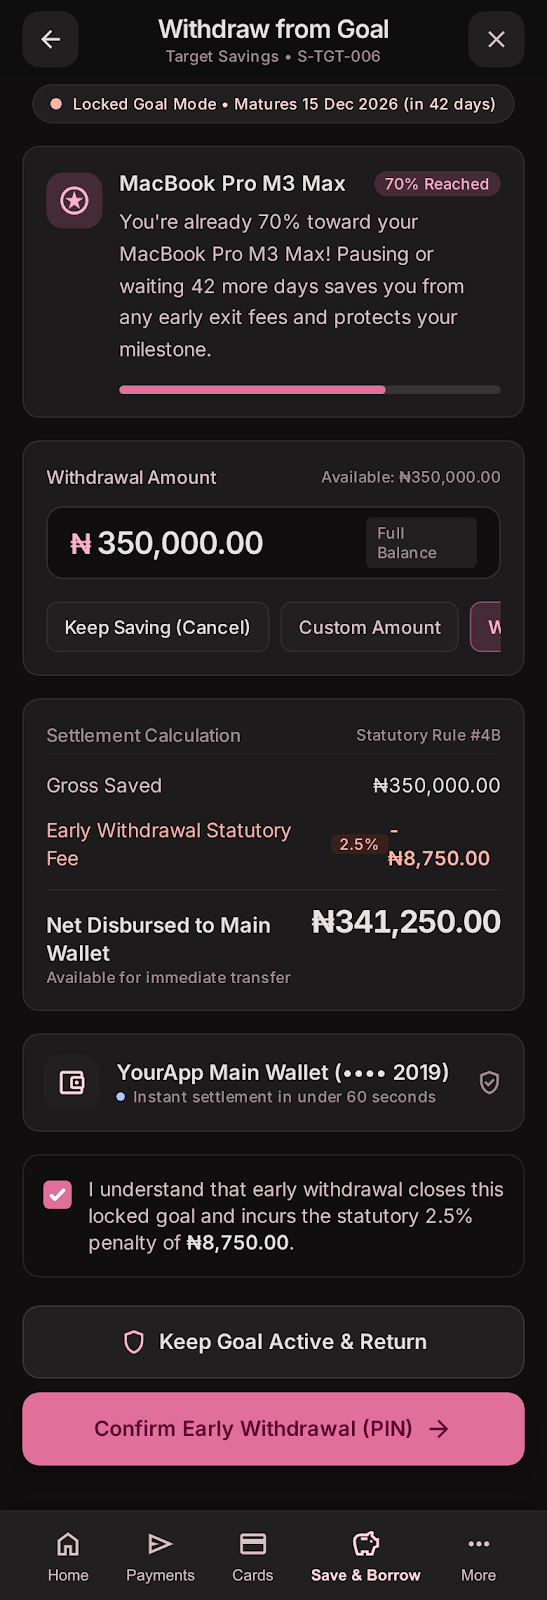 Withdraw from Goal
Target Savings • S-TGT-006
Locked Goal Mode • Matures 15 Dec 2026 (in 42 days)
MacBook Pro M3 Max
70% Reached
You're already 70% toward your
MacBook Pro M3 Max! Pausing or
waiting 42 more days saves you from
any early exit fees and protects your
milestone.
Withdrawal Amount
Available: ₦350,000.00
₦ 350,000.00
Full
Balance
Keep Saving (Cancel)
Custom Amount
W
Settlement Calculation
Statutory Rule #4B
Gross Saved
₦350,000.00
Early Withdrawal Statutory
Fee
2.5%
-
₦8,750.00
Net Disbursed to Main
Wallet
₦341,250.00
Available for immediate transfer
YourApp Main Wallet (•••• 2019)
Instant settlement in under 60 seconds
I understand that early withdrawal closes this
locked goal and incurs the statutory 2.5%
penalty of ₦8,750.00.
Keep Goal Active & Return
Confirm Early Withdrawal (PIN)
Home
Payments
Cards
Save & Borrow
More